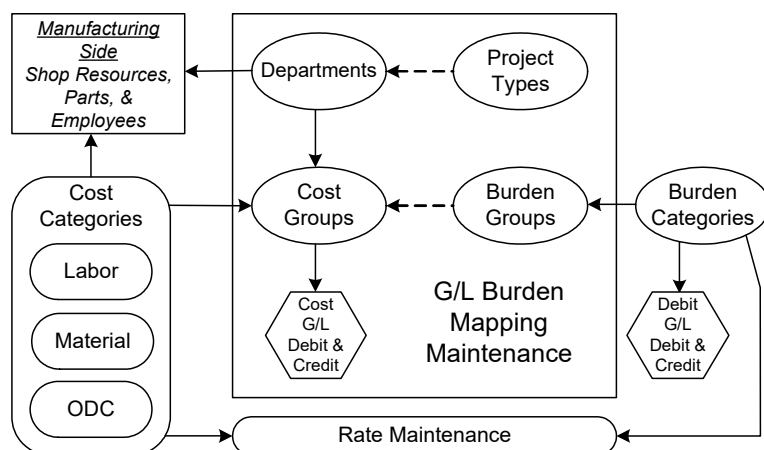 Manufacturing
Side
Shop Resources,
Parts, &
Employees
Departments
Project
Types
Cost
Categories
Labor
Material
ODC
Cost
Groups
Burden
Groups
Burden
Categories
Cost
G/L
Debit &
Credit
G/L Burden
Mapping
Maintenance
Debit
G/L
Debit &
Credit
Rate Maintenance